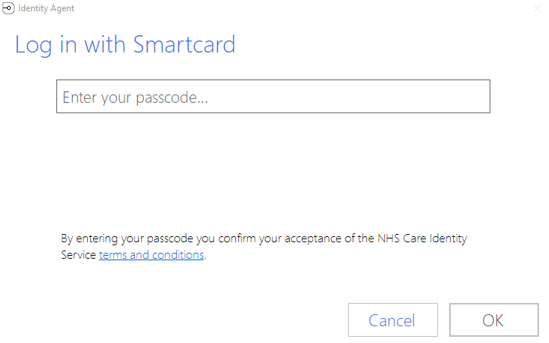 Identity Agent
Log in with Smartcard
Enter your passcode...
By entering your passcode you confirm your acceptance of the NHS Care Identity
Service terms and conditions.
Cancel
OK